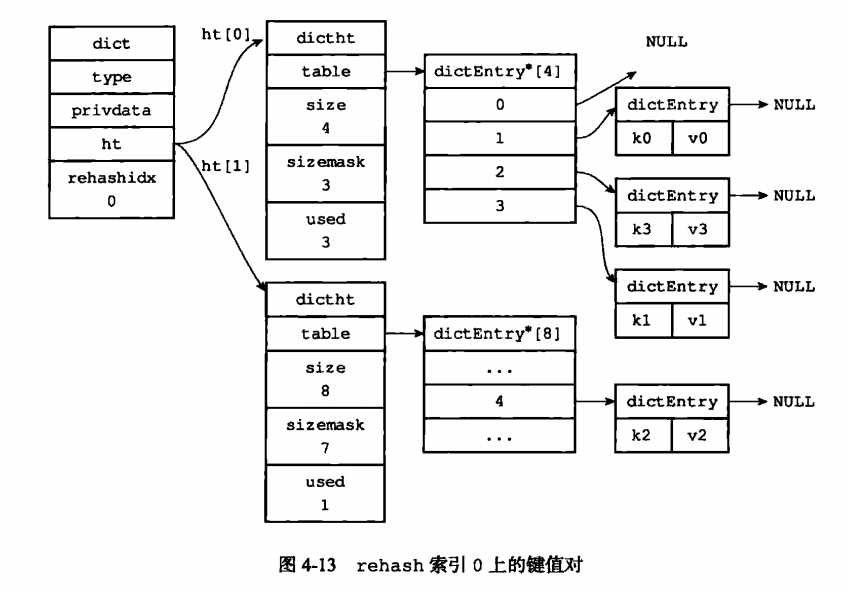 dict
type
privdata
ht
rehashidx
0
ht[0]
dictht
table
size
4
sizemask
3
used
3
dictEntry*[4]
0
1
2
3
NULL
dictEntry
k0 v0
NULL
dictEntry
k3 v3
NULL
dictEntry
k1 v1
NULL
ht[1]
dictht
table
size
8
sizemask
7
used
1
dictEntry*[8]
...
4
...
dictEntry
k2 v2
NULL
图 4-13 rehash 索引 0 上的键值对